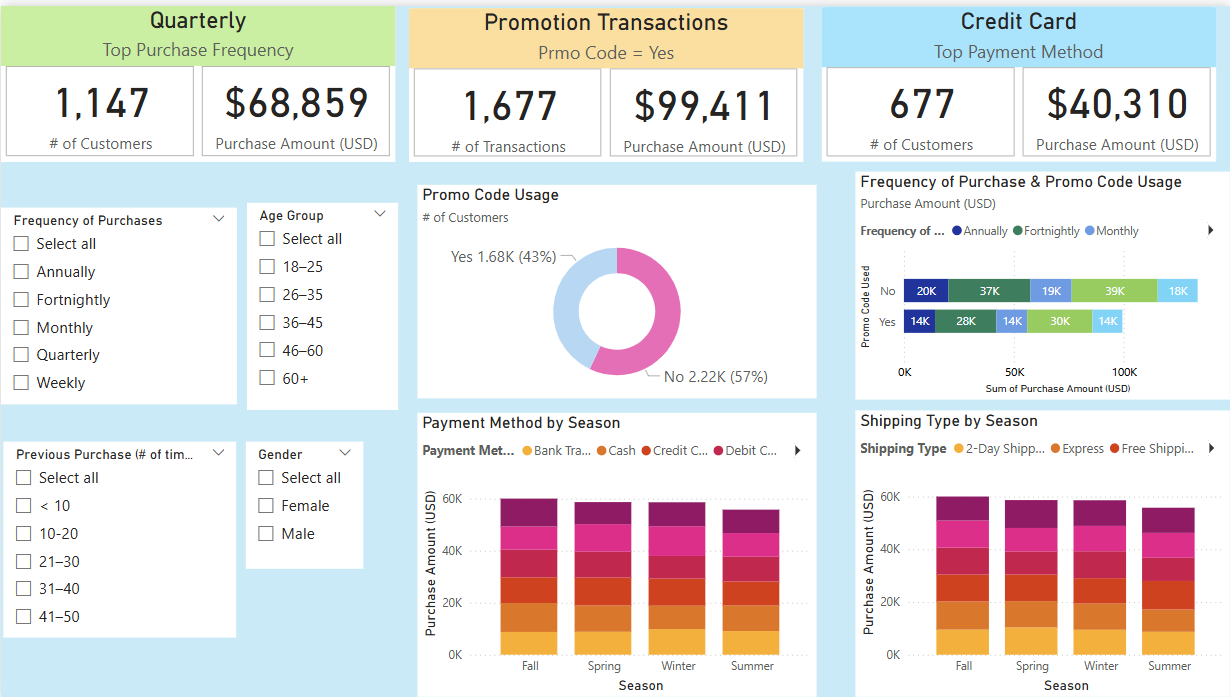 Quarterly
Top Purchase Frequency
1,147
# of Customers
$68,859
Purchase Amount (USD)
Promotion Transactions
Prmo Code = Yes
1,677
# of Transactions
$99,411
Purchase Amount (USD)
Credit Card
Top Payment Method
677
# of Customers
$40,310
Purchase Amount (USD)
Frequency of Purchases
Select all
Annually
Fortnightly
Monthly
Quarterly
Weekly
Age Group
Select all
18–25
26–35
36–45
46–60
60+
Previous Purchase (# of tim...
Select all
< 10
10-20
21–30
31–40
41–50
Gender
Select all
Female
Male
Promo Code Usage
# of Customers
Yes 1.68K (43%)
No 2.22K (57%)
Frequency of Purchase & Promo Code Usage
Purchase Amount (USD)
Frequency of ... Annually Fortnightly Monthly
Promo Code Used
No 20K 37K 19K 39K 18K
Yes 14K 28K 14K 30K 14K
0K 50K 100K
Sum of Purchase Amount (USD)
Payment Method by Season
Payment Met... Bank Tra... Cash Credit C... Debit C...
Purchase Amount (USD)
60K
40K
20K
0K
Fall Spring Winter Summer
Season
Shipping Type by Season
Shipping Type 2-Day Shipp... Express Free Shippi...
Purchase Amount (USD)
60K
40K
20K
0K
Fall Spring Winter Summer
Season